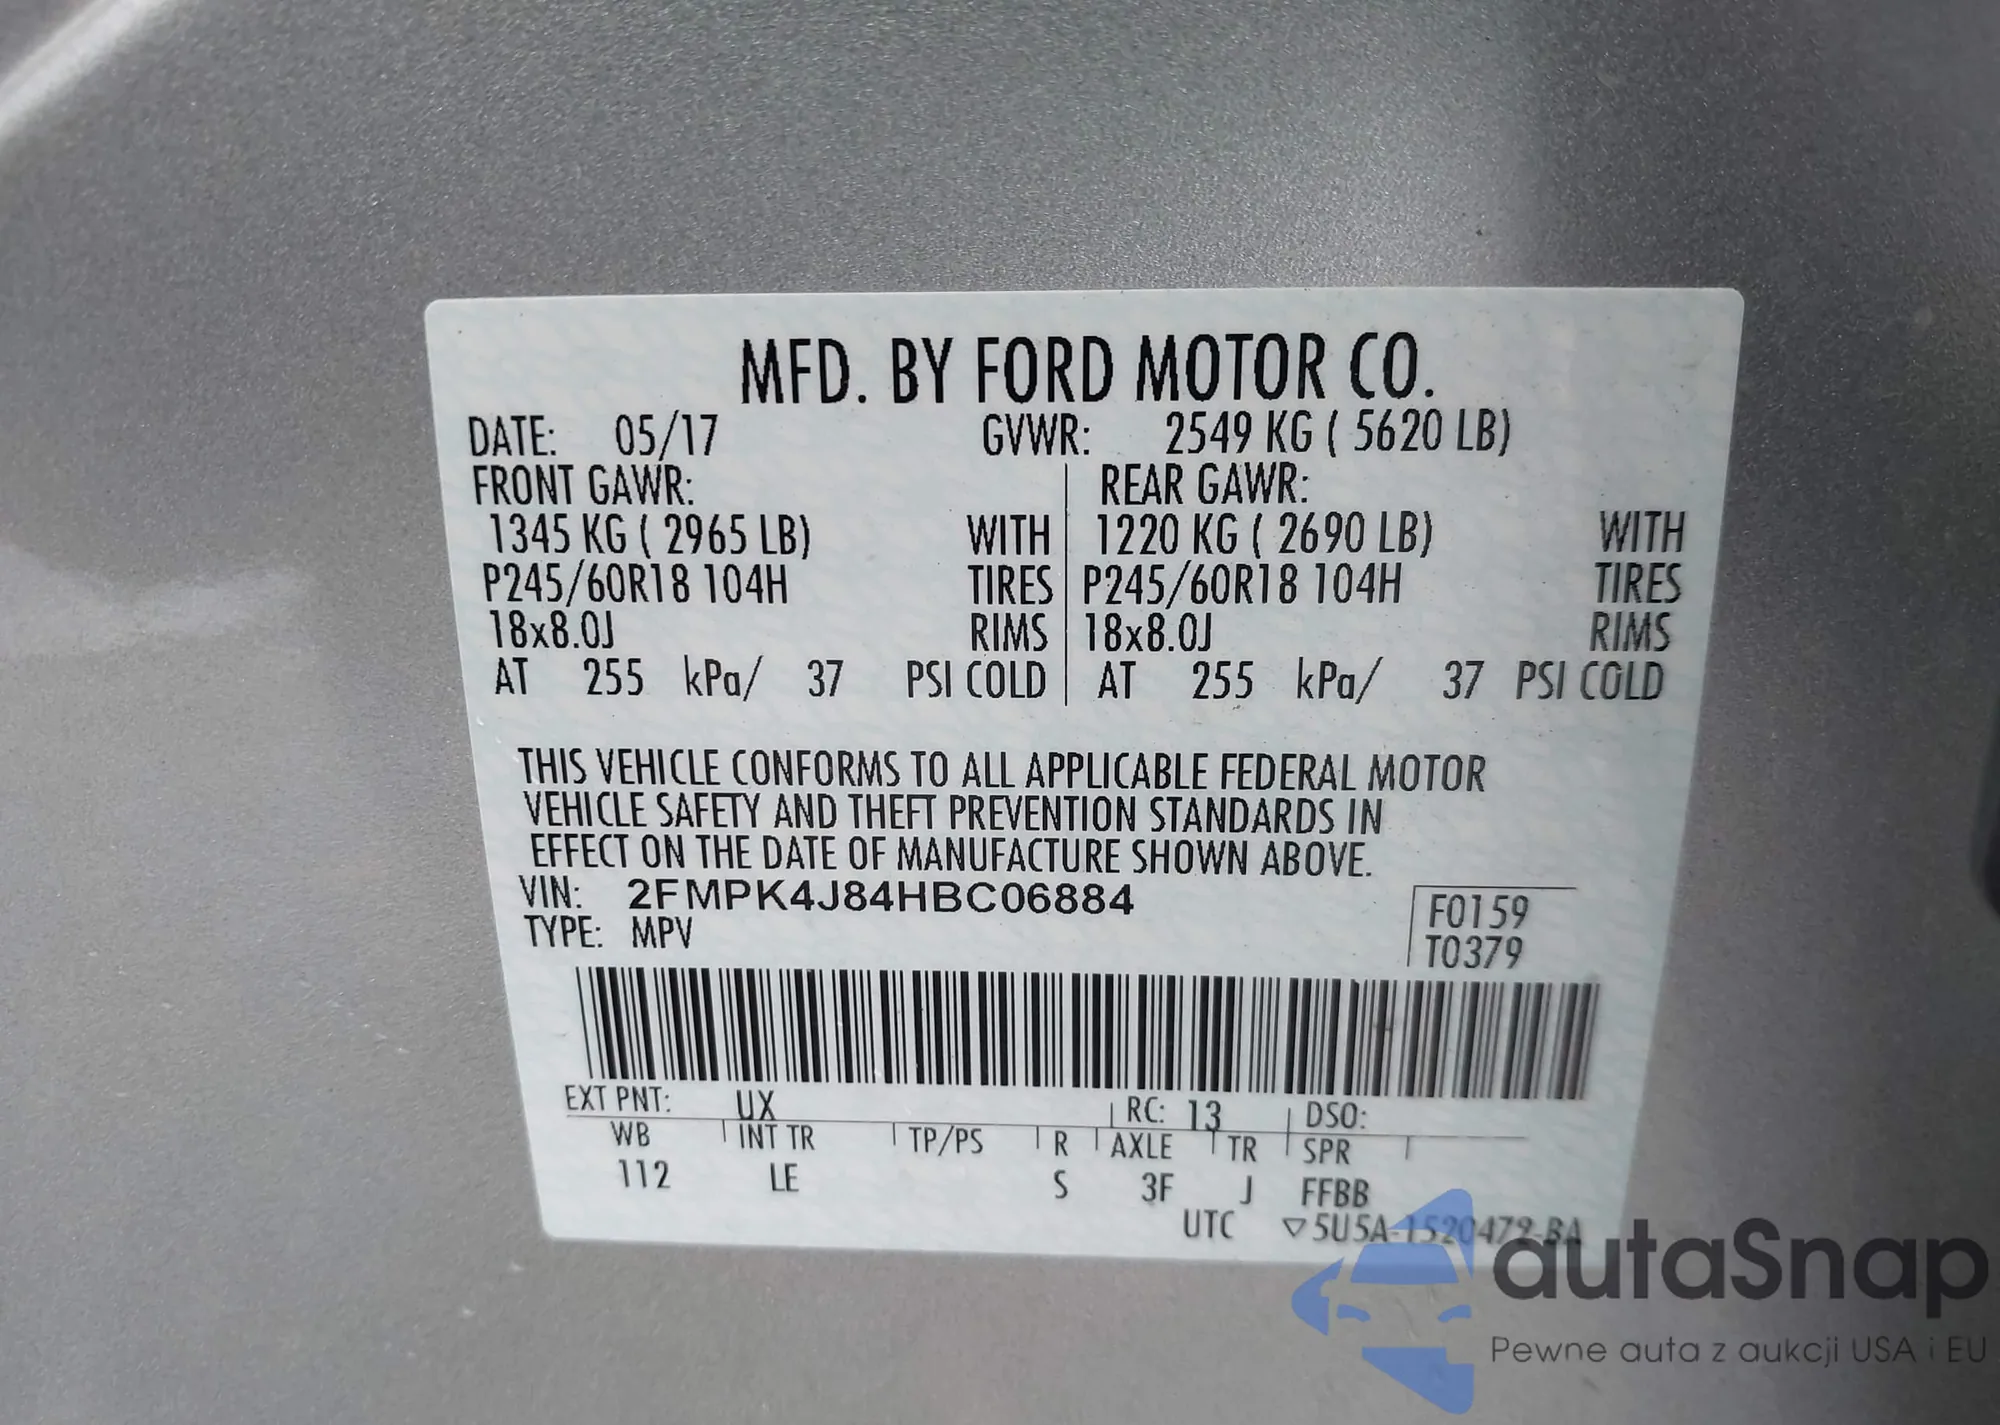 MFD. BY FORD MOTOR CO.
DATE: 05/17 GVWR: 2549 KG ( 5620 LB)
FRONT GAWR: REAR GAWR:
1345 KG ( 2965 LB) WITH 1220 KG ( 2690 LB) WITH
P245/60R18 104H TIRES P245/60R18 104H TIRES
18x8.0J RIMS 18x8.0J RIMS
AT 255 kPa/ 37 PSI COLD AT 255 kPa/ 37 PSI COLD
THIS VEHICLE CONFORMS TO ALL APPLICABLE FEDERAL MOTOR
VEHICLE SAFETY AND THEFT PREVENTION STANDARDS IN
EFFECT ON THE DATE OF MANUFACTURE SHOWN ABOVE.
VIN: 2FMPK4J84HBC06884 F0159
TYPE: MPV T0379
EXT PNT: UX RC: 13 DSO:
WB INT TR TP/PS R AXLE TR SPR
112 LE S 3F J FFBB
UTC ▽5U5A-1520472-BA
autaSnap
Pewne auta z aukcji USA i EU